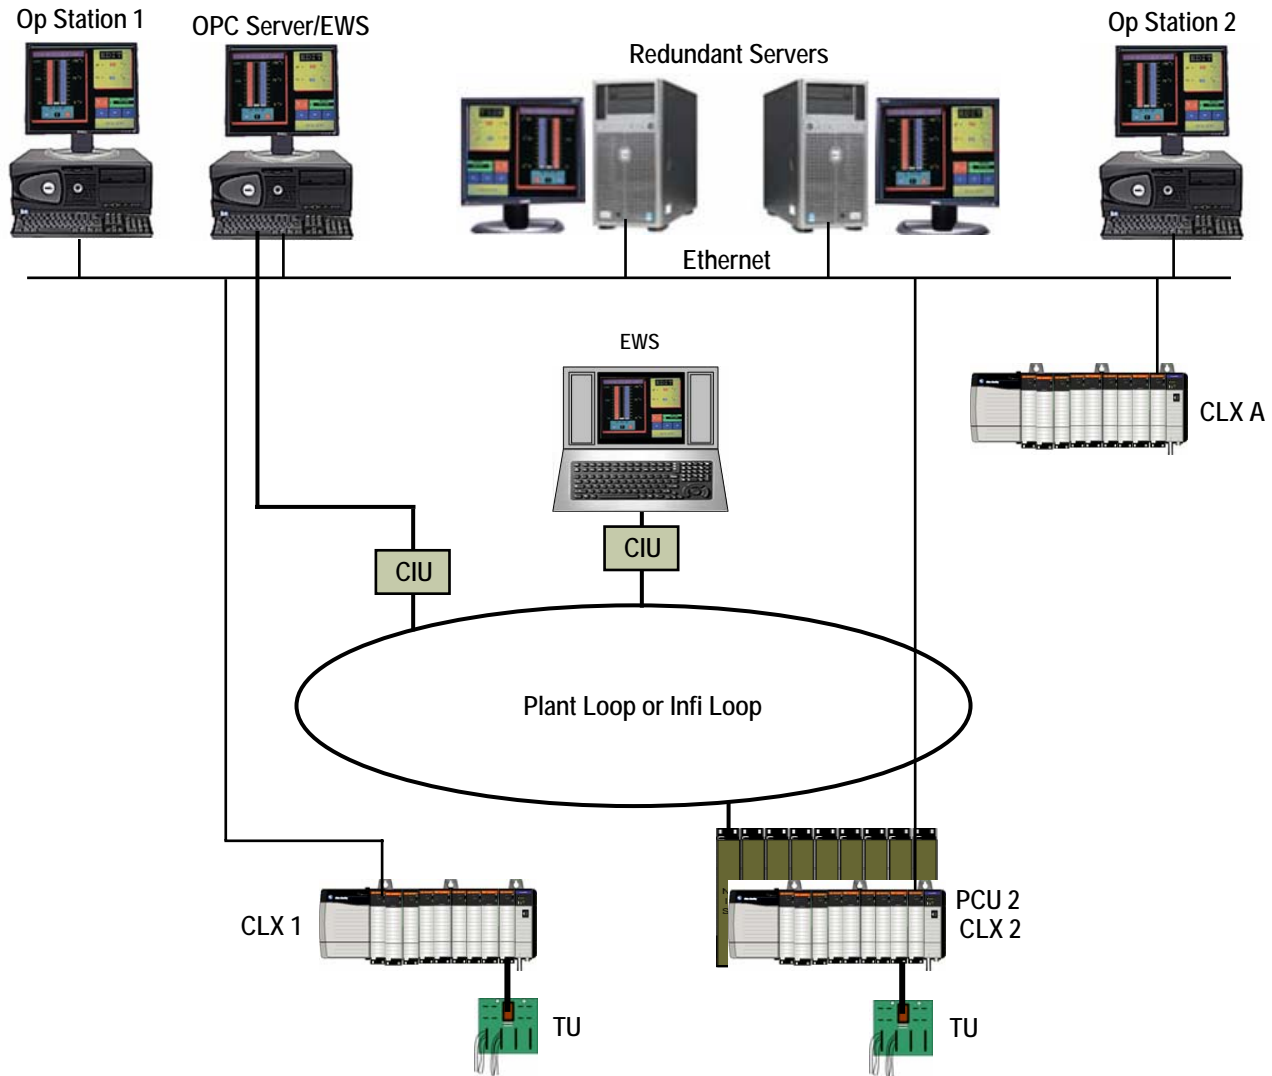 Op Station 1
OPC Server/EWS
Redundant Servers
Op Station 2
Ethernet
EWS
CLX A
CIU
CIU
Plant Loop or Infi Loop
CLX 1
PCU 2
CLX 2
TU
TU